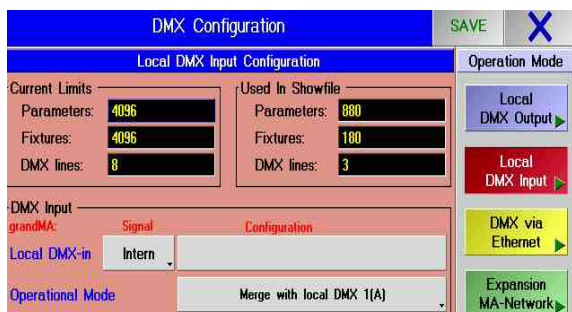 DMX Configuration SAVE X
Local DMX Input Configuration Operation Mode
Current Limits Used In Showfile
Parameters: 4096 Parameters: 880
Fixtures: 4096 Fixtures: 180
DMX lines: 8 DMX lines: 3
Local
DMX Output
Local
DMX Input
DMX Input
grandMA: Signal Configuration
Local DMX-in Intern
Operational Mode Merge with local DMX 1(A)
DMX via
Ethernet
Expansion
MA-Network